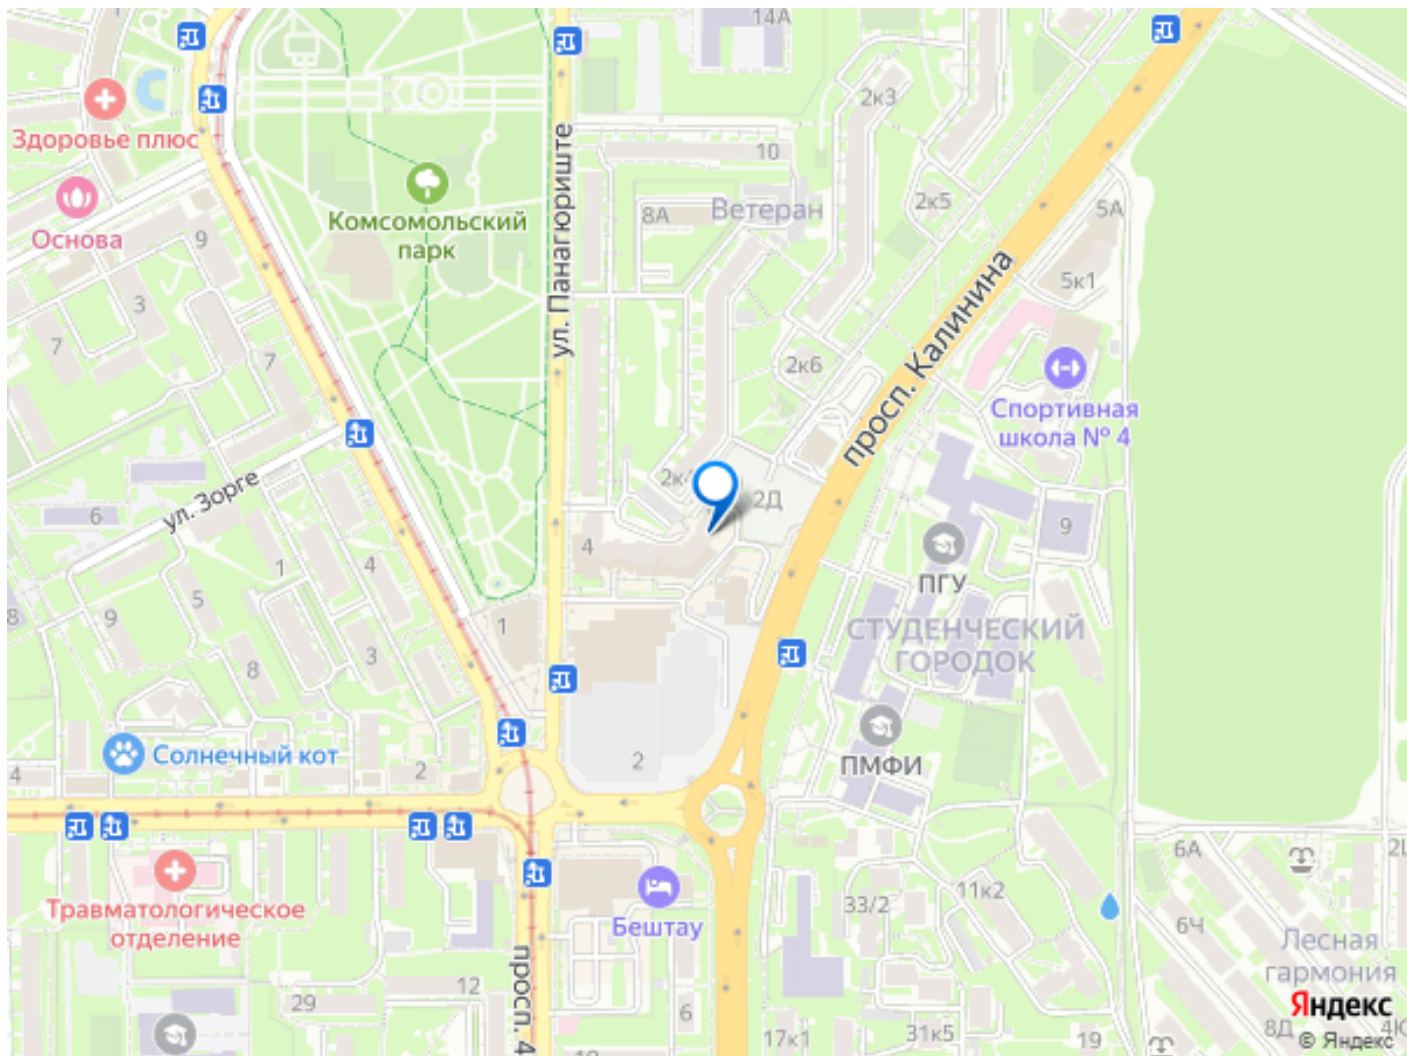 14А
2к3
Здоровье плюс
10
Комсомольский
парк
ул. Панагюриште
8А
Ветеран
2к5
5А
Основа
9
5к1
3
7
7
2к6
просп. Калинина
Спортивная
школа № 4
ул. Зорге
2Д
6
9
4
ПГУ
1
4
5
8
9
1
3
8
СТУДЕНЧЕСКИЙ
ГОРОДОК
Солнечный кот
4
2
2
ПМФИ
6А
Травматологическое
отделение
Бештау
33/2
11к2
6Ч
Лесная
гармония
просп. 4
12
29
6
17к1
31к5
19
8Д
Яндекс
© Яндекс